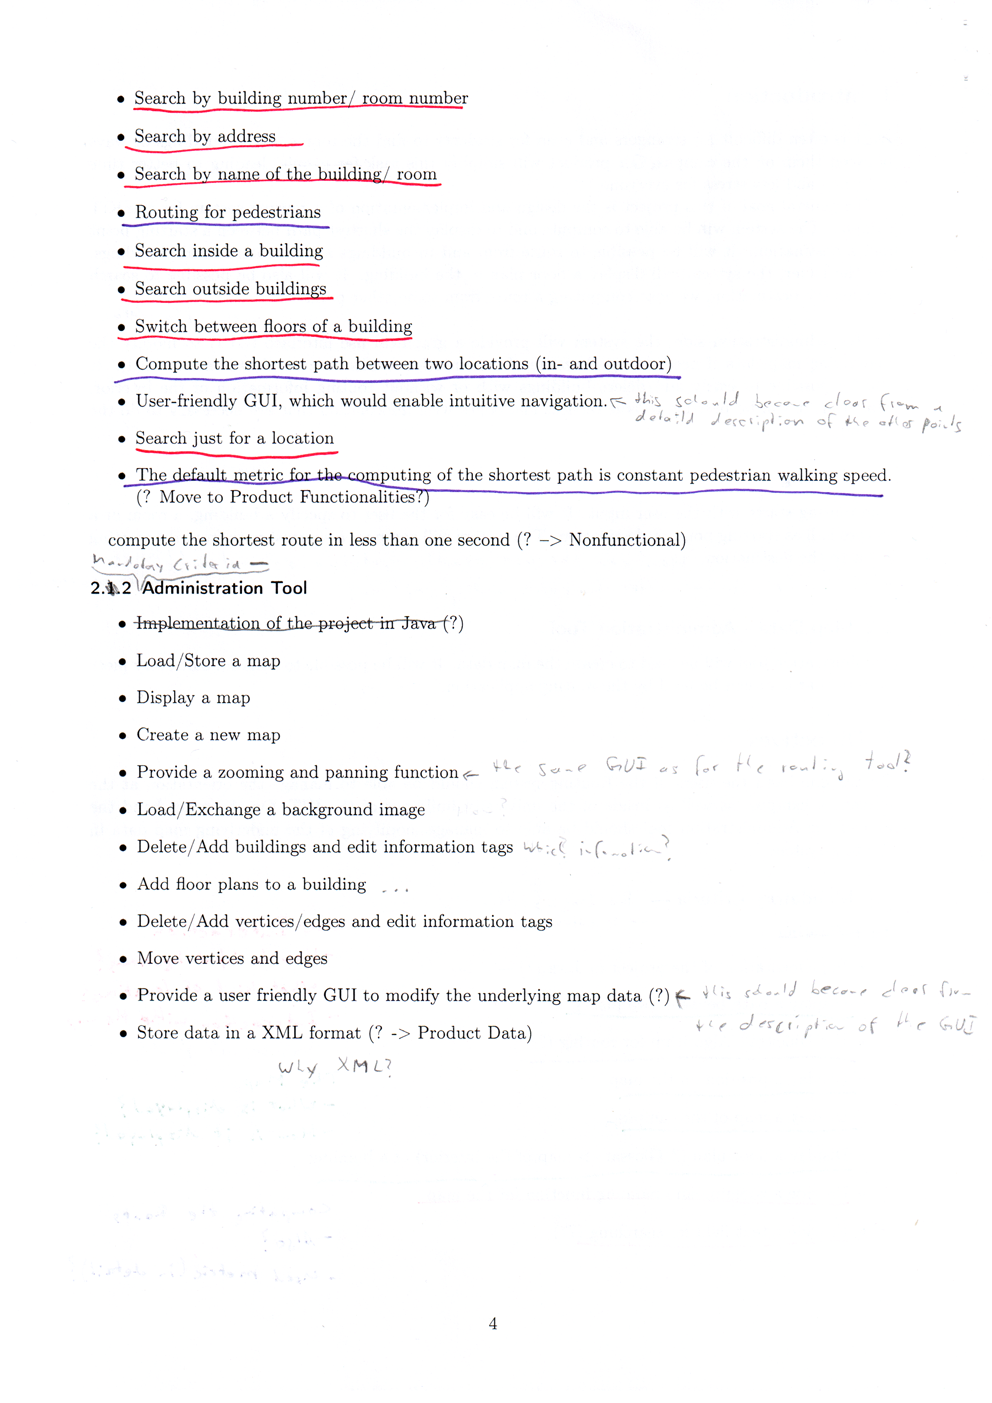 • Search by building number/ room number
• Search by address
• Search by name of the building/ room
• Routing for pedestrians
• Search inside a building
• Search outside buildings
• Switch between floors of a building
• Compute the shortest path between two locations (in- and outdoor)
• User-friendly GUI, which would enable intuitive navigation. ← this schould become clear from a
detaild description of the other points
• Search just for a location
• The default metric for the computing of the shortest path is constant pedestrian walking speed.
(? Move to Product Functionalities?)
compute the shortest route in less than one second (? –> Nonfunctional)
Mandatory Criteria –
2.1.2 Administration Tool
• Implementation of the project in Java (?)
• Load/Store a map
• Display a map
• Create a new map
• Provide a zooming and panning function ← the same GUI as for the routing tool?
• Load/Exchange a background image
• Delete/Add buildings and edit information tags which information?
• Add floor plans to a building ...
• Delete/Add vertices/edges and edit information tags
• Move vertices and edges
• Provide a user friendly GUI to modify the underlying map data (?) ← this should become clear from
the description of the GUI
• Store data in a XML format (? -> Product Data)
Why XML?
4